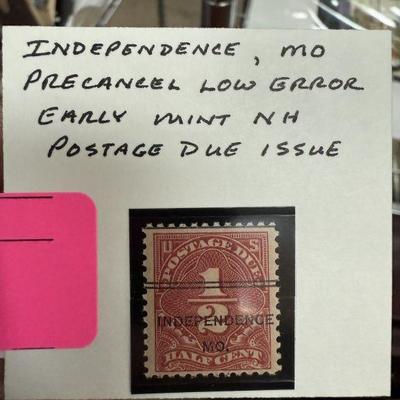 INDEPENDENCE, MO
PRECANCEL LOW ERROR
EARLY MINT NH
POSTAGE DUE ISSUE
U S
POSTAGE DUE
1
2
INDEPENDENCE
MO.
HALF CENT